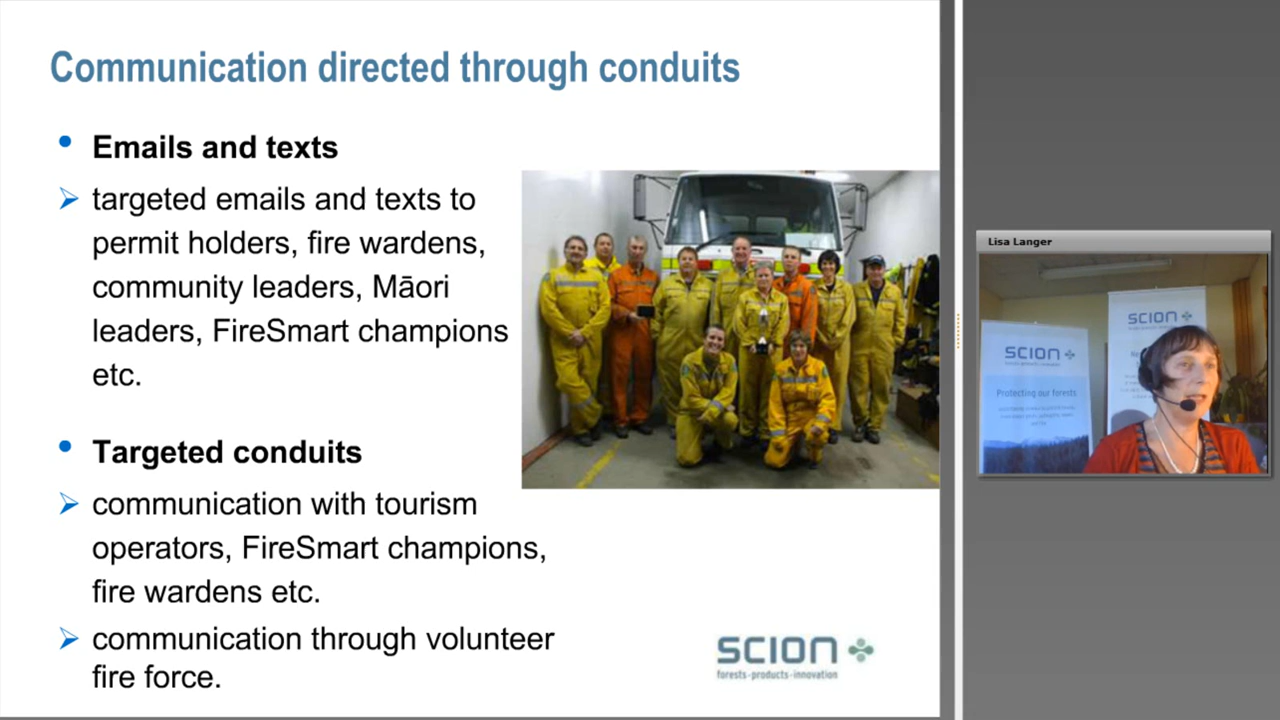 Communication directed through conduits
Emails and texts
targeted emails and texts to
permit holders, fire wardens,
community leaders, Māori
leaders, FireSmart champions
etc.
Targeted conduits
communication with tourism
operators, FireSmart champions,
fire wardens etc.
communication through volunteer
fire force.
SCION
forests-products-innovation
Lisa Langer
SCION
SCION
Protecting our forests